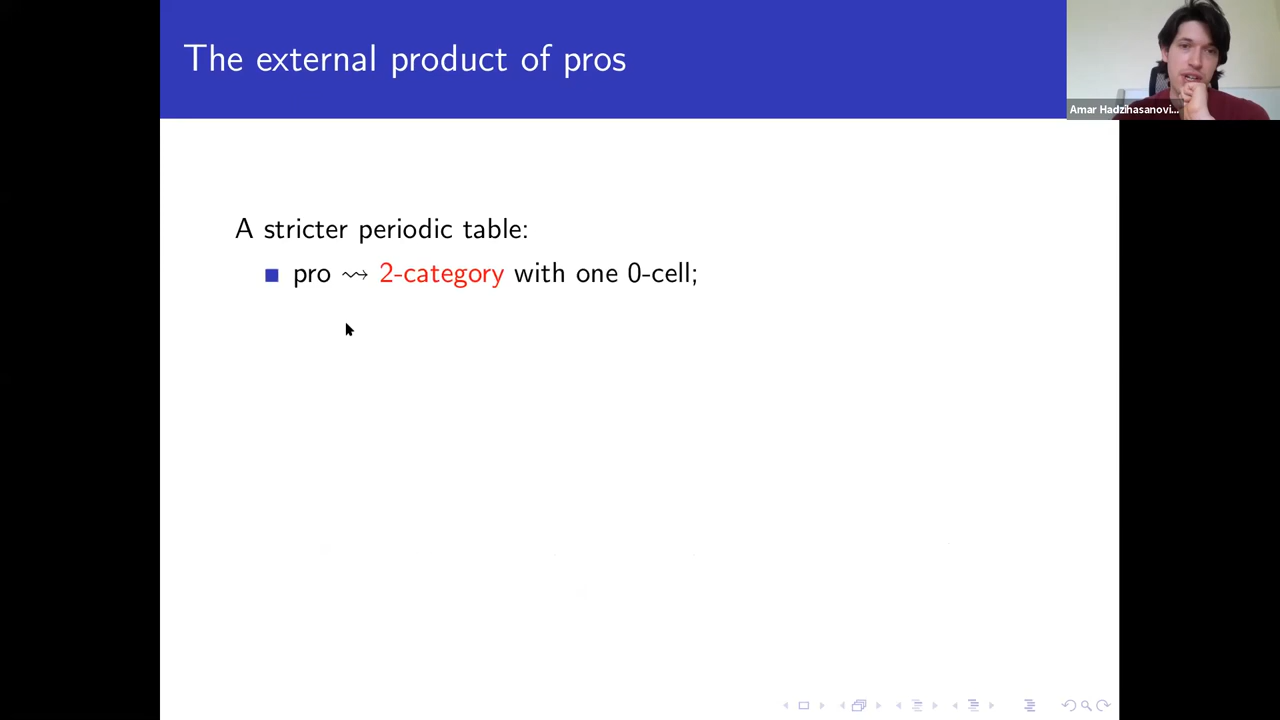 The external product of pros
Amar Hadzihasanovi...
A stricter periodic table:
pro ⇝ 2-category with one 0-cell;